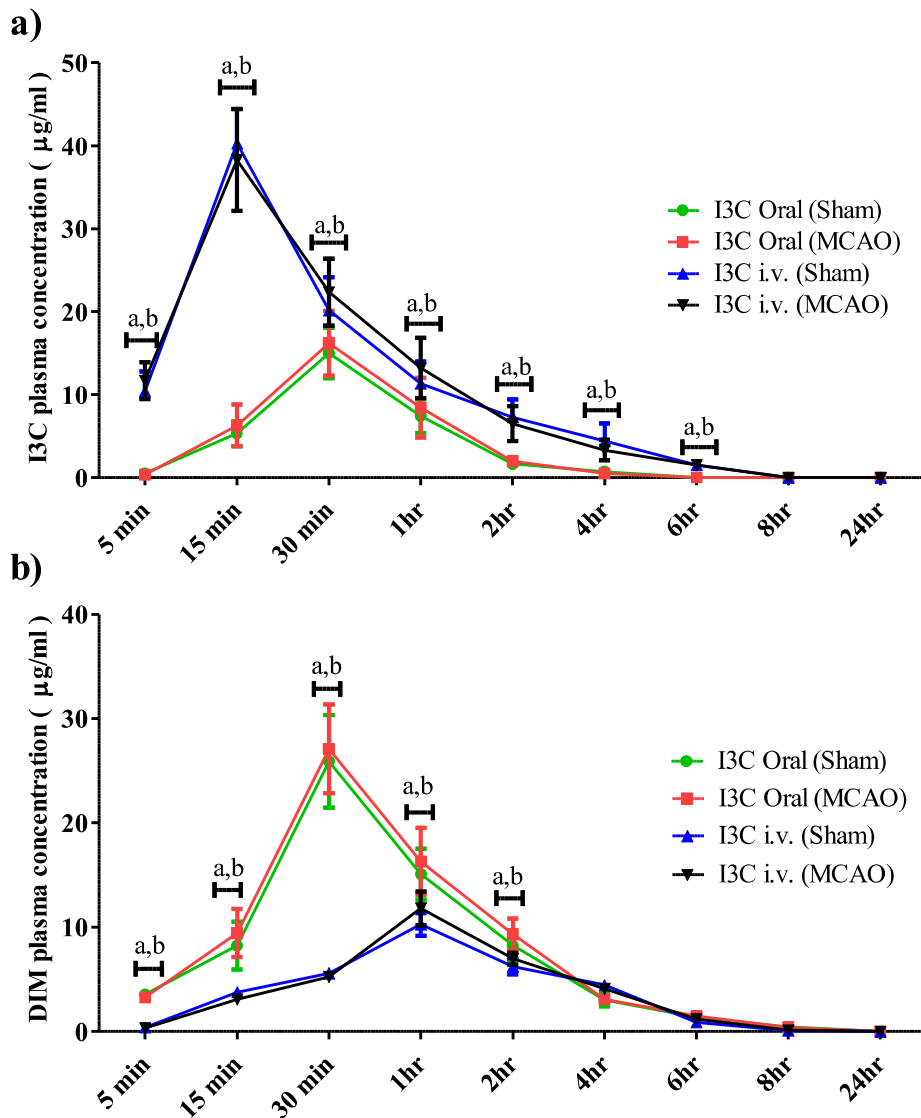 a)
I3C plasma concentration ( μg/ml)
50
40
30
20
10
0
a,b
a,b
a,b
a,b
a,b
a,b
a,b
I3C Oral (Sham)
I3C Oral (MCAO)
I3C i.v. (Sham)
I3C i.v. (MCAO)
5 min
15 min
30 min
1hr
2hr
4hr
6hr
8hr
24hr
b)
DIM plasma concentration ( μg/ml)
40
30
20
10
0
a,b
a,b
a,b
a,b
a,b
I3C Oral (Sham)
I3C Oral (MCAO)
I3C i.v. (Sham)
I3C i.v. (MCAO)
5 min
15 min
30 min
1hr
2hr
4hr
6hr
8hr
24hr